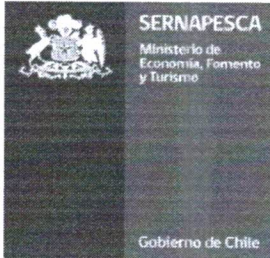 SERNAPESCA
Ministerio de
Economía, Fomento
y Turismo
Gobierno de Chile